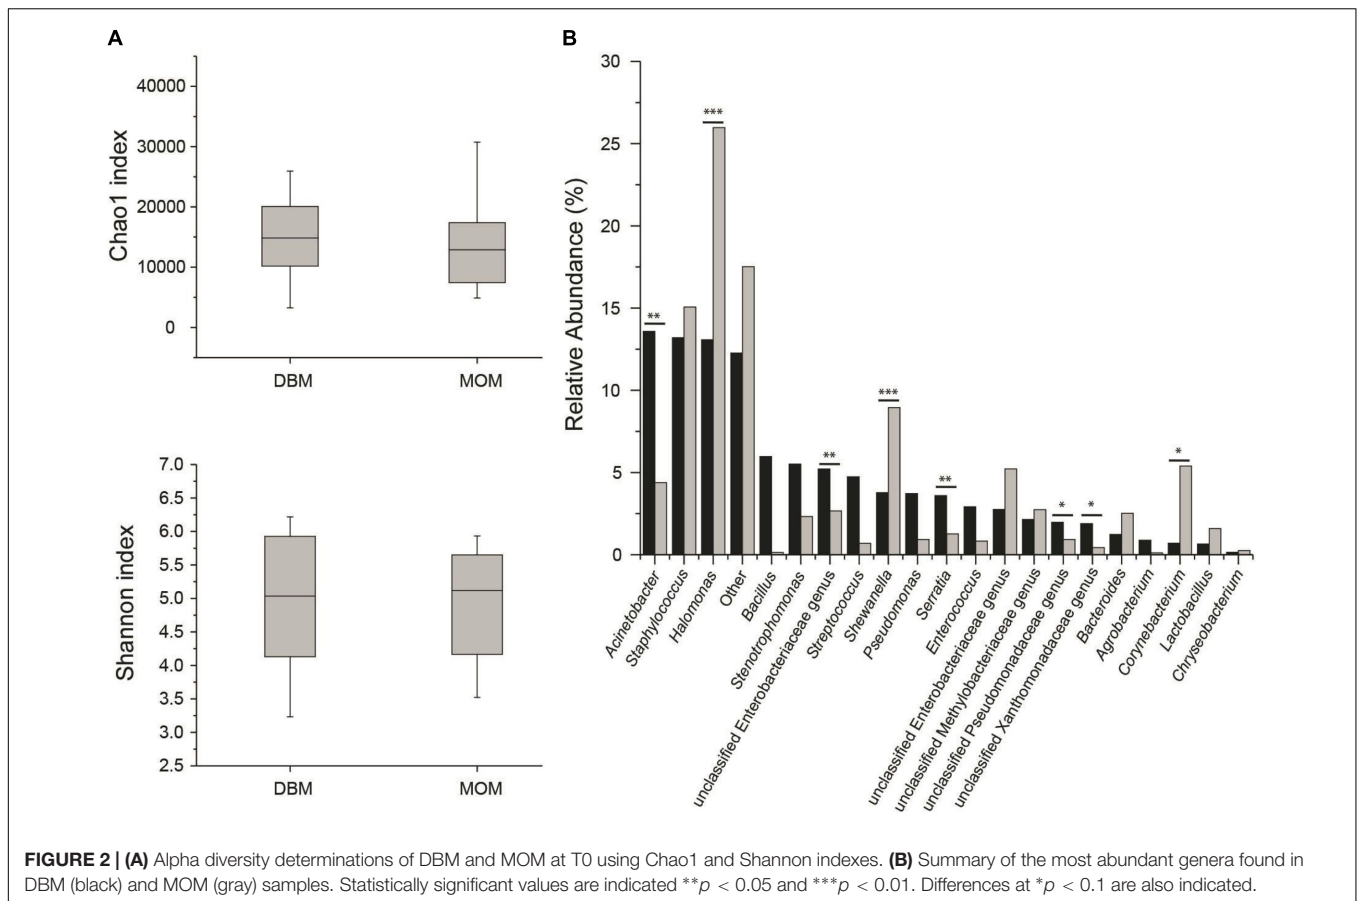 A
Chao1 index
40000
30000
20000
10000
0
DBM
MOM
Shannon index
7.0
6.5
6.0
5.5
5.0
4.5
4.0
3.5
3.0
2.5
DBM
MOM
B
Relative Abundance (%)
30
25
20
15
10
5
0
**
***
**
***
**
*
*
*
Acinetobacter
Staphylococcus
Halomonas
Other
Bacillus
Stenotrophomonas
unclassified Enterobacteriaceae genus
Streptococcus
Shewanella
Pseudomonas
Serratia
Enterococcus
unclassified Enterobacteriaceae genus
unclassified Methylobacteriaceae genus
unclassified Pseudomonadaceae genus
unclassified Xanthomonadaceae genus
Bacteroides
Agrobacterium
Corynebacterium
Lactobacillus
Chryseobacterium
FIGURE 2 | (A) Alpha diversity determinations of DBM and MOM at T0 using Chao1 and Shannon indexes. (B) Summary of the most abundant genera found in
DBM (black) and MOM (gray) samples. Statistically significant values are indicated **p < 0.05 and ***p < 0.01. Differences at *p < 0.1 are also indicated.